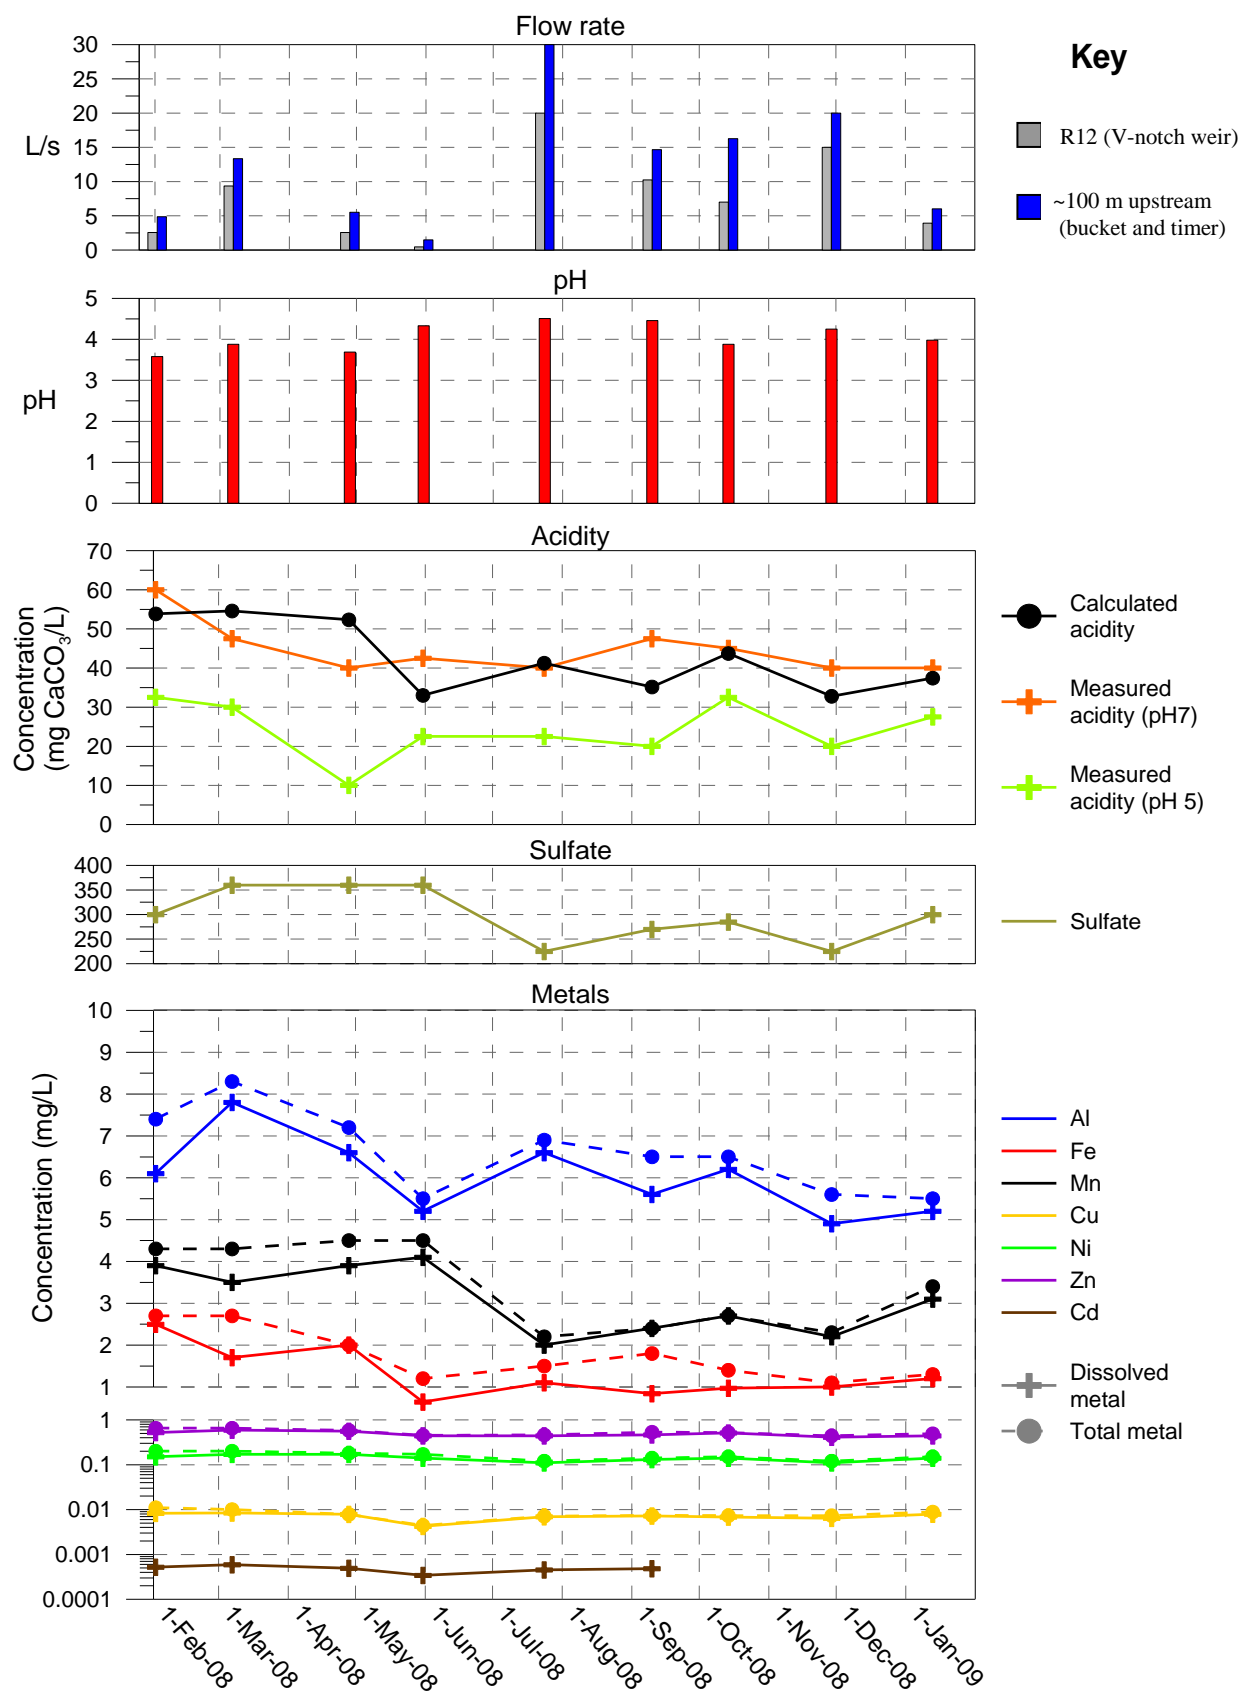 Flow rate
30
25
20
15
10
5
0
L/s
Key
R12 (V-notch weir)
~100 m upstream
(bucket and timer)
pH
5
4
3
2
1
0
pH
Acidity
70
60
50
40
30
20
10
0
Concentration
(mg CaCO₃/L)
Calculated
acidity
Measured
acidity (pH7)
Measured
acidity (pH 5)
Sulfate
400
350
300
250
200
Sulfate
Metals
10
9
8
7
6
5
4
3
2
1
1
0.1
0.01
0.001
0.0001
Concentration (mg/L)
Al
Fe
Mn
Cu
Ni
Zn
Cd
Dissolved
metal
Total metal
1-Feb-08
1-Mar-08
1-Apr-08
1-May-08
1-Jun-08
1-Jul-08
1-Aug-08
1-Sep-08
1-Oct-08
1-Nov-08
1-Dec-08
1-Jan-09